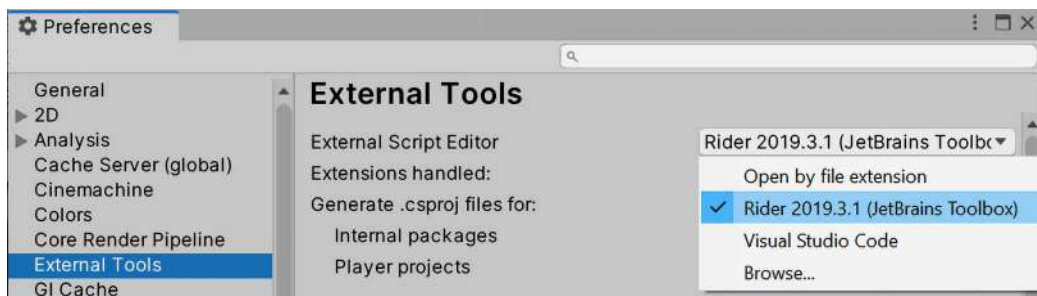 Preferences
General
2D
Analysis
Cache Server (global)
Cinemachine
Colors
Core Render Pipeline
External Tools
GI Cache
External Tools
External Script Editor
Rider 2019.3.1 (JetBrains Toolbc
Extensions handled:
Generate .csproj files for:
Internal packages
Player projects
Open by file extension
Rider 2019.3.1 (JetBrains Toolbox)
Visual Studio Code
Browse...